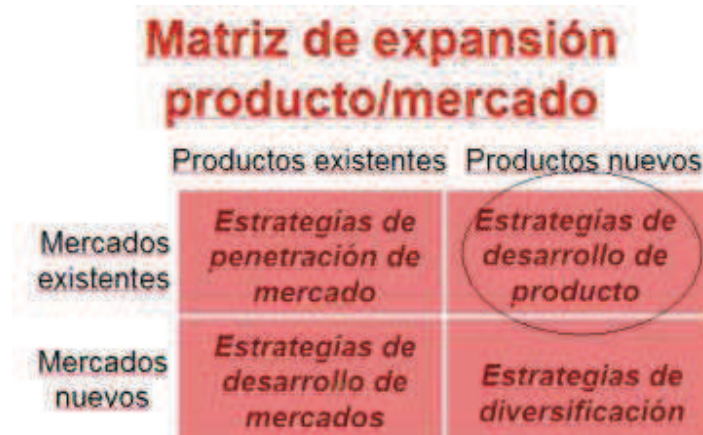 Matriz de expansión
producto/mercado
Productos existentes Productos nuevos
Mercados
existentes
Estrategias de
penetración de
mercado
Estrategias de
desarrollo de
producto
Mercados
nuevos
Estrategias de
desarrollo de
mercados
Estrategias de
diversificación